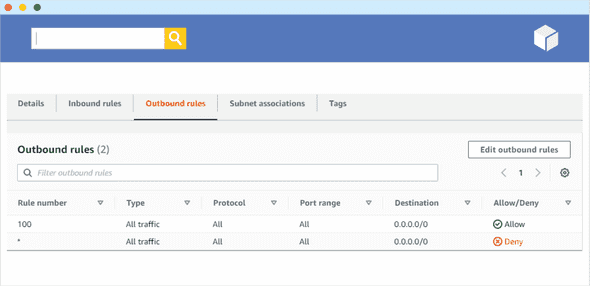 Details Inbound rules Outbound rules Subnet associations Tags
Outbound rules (2) Edit outbound rules
Filter outbound rules 1
Rule number Type Protocol Port range Destination Allow/Deny
100 All traffic All All 0.0.0.0/0 Allow
* All traffic All All 0.0.0.0/0 Deny